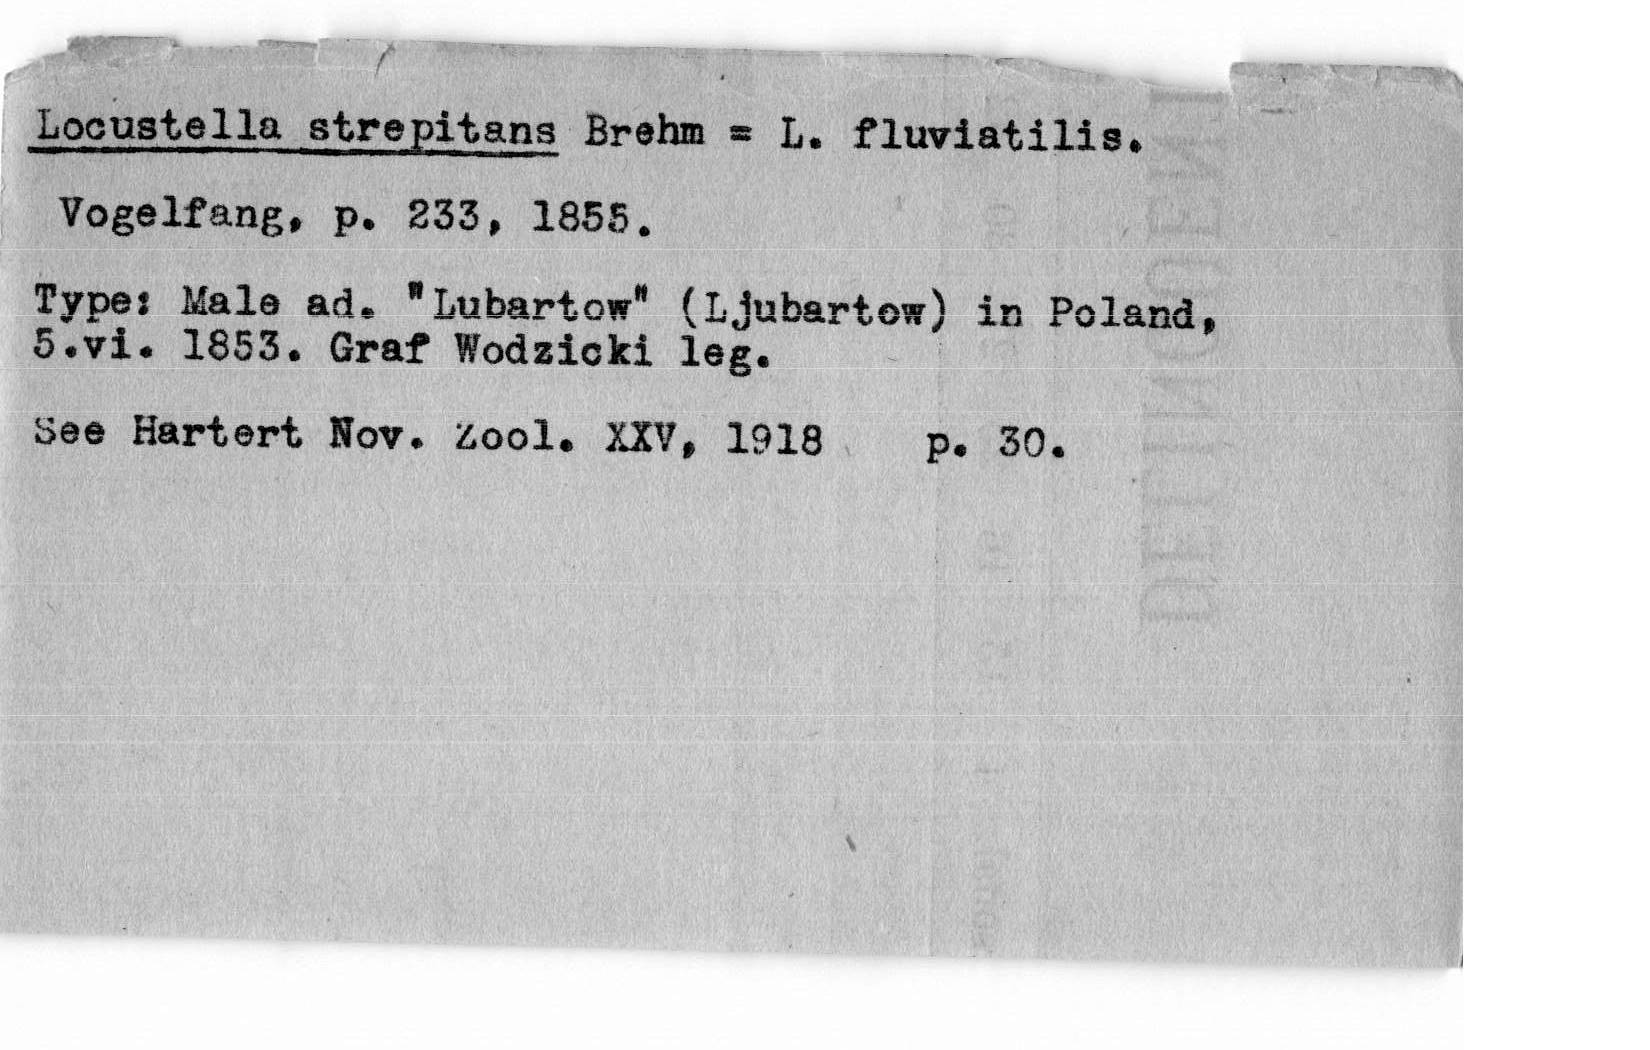 Locustella strepitans Brehm = L. fluviatilis.
Vogelfang, p. 233, 1855.
Type: Male ad. "Lubartow" (Ljubartow) in Poland,
5.vi. 1853. Graf Wodzicki leg.
See Hartert Nov. Zool. XXV, 1918 p. 30.